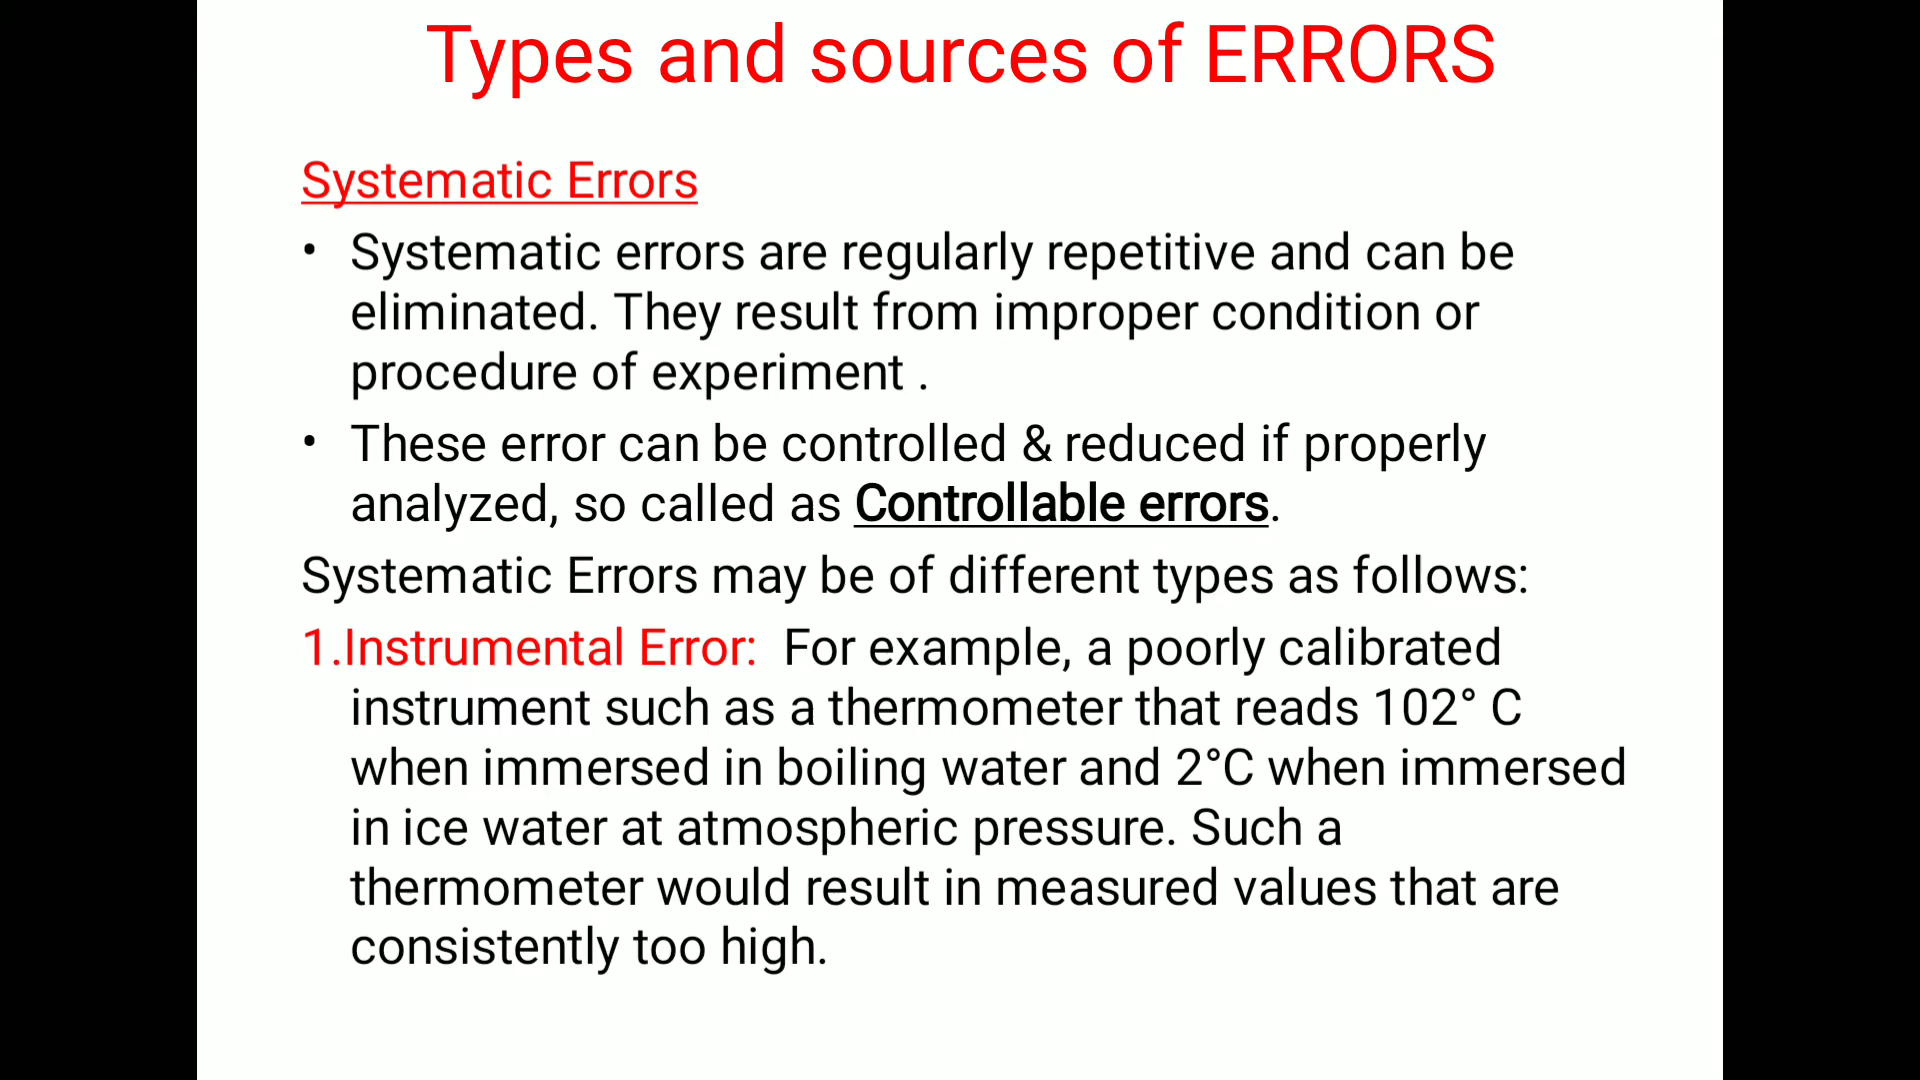 Types and sources of ERRORS
Systematic Errors
• Systematic errors are regularly repetitive and can be
eliminated. They result from improper condition or
procedure of experiment .
• These error can be controlled & reduced if properly
analyzed, so called as Controllable errors.
Systematic Errors may be of different types as follows:
1.Instrumental Error: For example, a poorly calibrated
instrument such as a thermometer that reads 102° C
when immersed in boiling water and 2°C when immersed
in ice water at atmospheric pressure. Such a
thermometer would result in measured values that are
consistently too high.